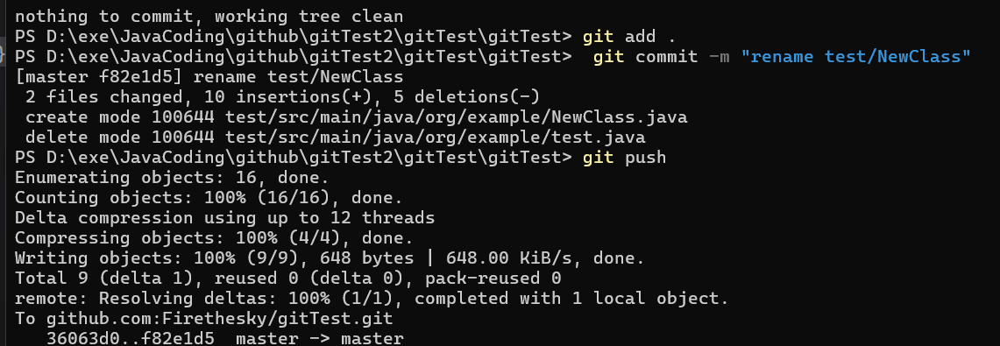 nothing to commit, working tree clean
PS D:\exe\JavaCoding\github\gitTest2\gitTest\gitTest> git add .
PS D:\exe\JavaCoding\github\gitTest2\gitTest\gitTest>  git commit -m "rename test/NewClass"
[master f82e1d5] rename test/NewClass
 2 files changed, 10 insertions(+), 5 deletions(-)
 create mode 100644 test/src/main/java/org/example/NewClass.java
 delete mode 100644 test/src/main/java/org/example/test.java
PS D:\exe\JavaCoding\github\gitTest2\gitTest\gitTest> git push
Enumerating objects: 16, done.
Counting objects: 100% (16/16), done.
Delta compression using up to 12 threads
Compressing objects: 100% (4/4), done.
Writing objects: 100% (9/9), 648 bytes | 648.00 KiB/s, done.
Total 9 (delta 1), reused 0 (delta 0), pack-reused 0
remote: Resolving deltas: 100% (1/1), completed with 1 local object.
To github.com:Firethesky/gitTest.git
   36063d0..f82e1d5  master -> master